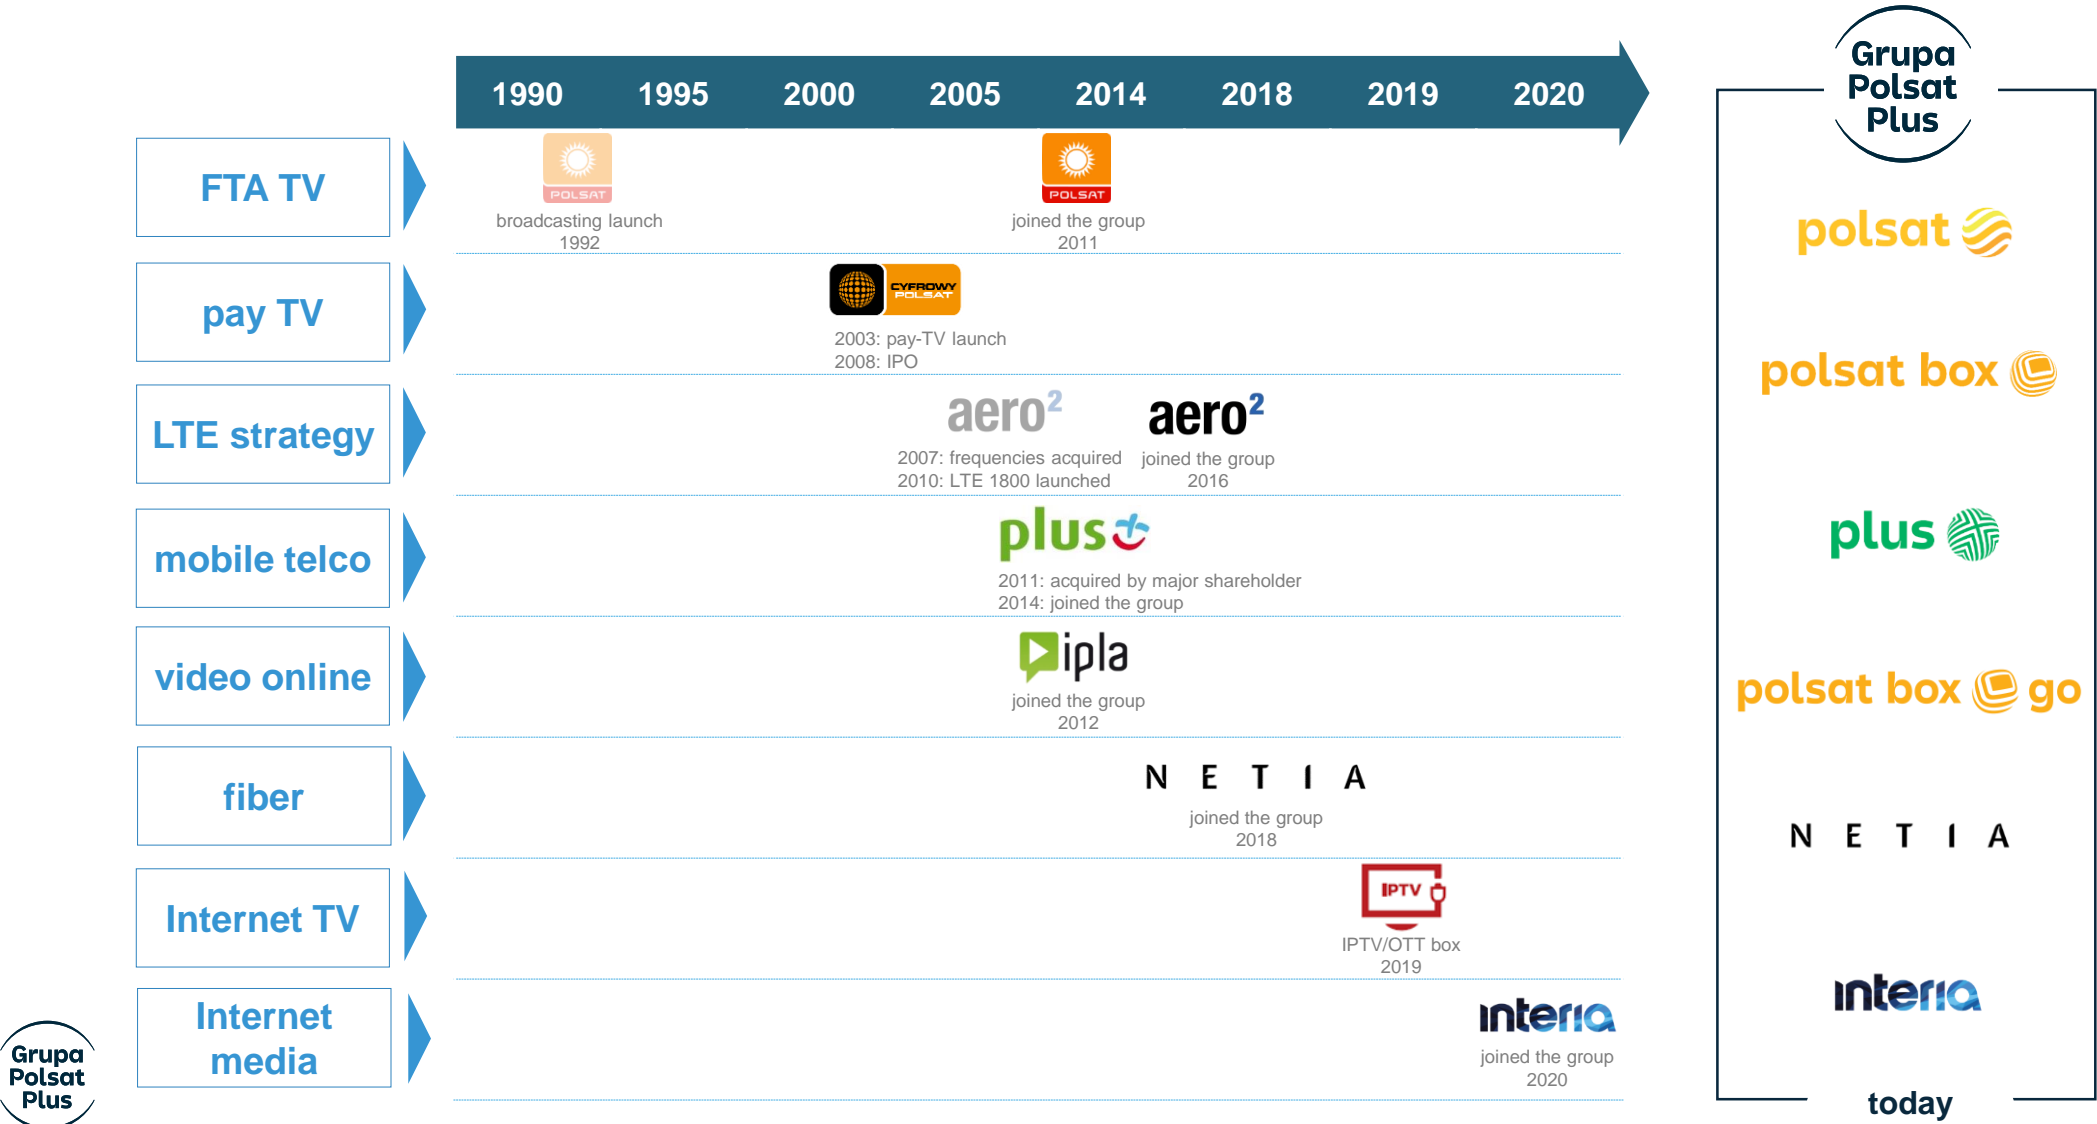 1990 1995 2000 2005 2014 2018 2019 2020
Grupa
Polsat
Plus
FTA TV
POLSAT
broadcasting launch
1992
POLSAT
joined the group
2011
polsat
pay TV
CYFROWY
POLSAT
2003: pay-TV launch
2008: IPO
polsat box
LTE strategy
aero2
2007: frequencies acquired
2010: LTE 1800 launched
aero2
joined the group
2016
mobile telco
plus
2011: acquired by major shareholder
2014: joined the group
plus
video online
ipla
joined the group
2012
polsat box go
fiber
NETIA
joined the group
2018
NETIA
Internet TV
IPTV
IPTV/OTT box
2019
Internet
media
interia
joined the group
2020
interia
today
Grupa
Polsat
Plus